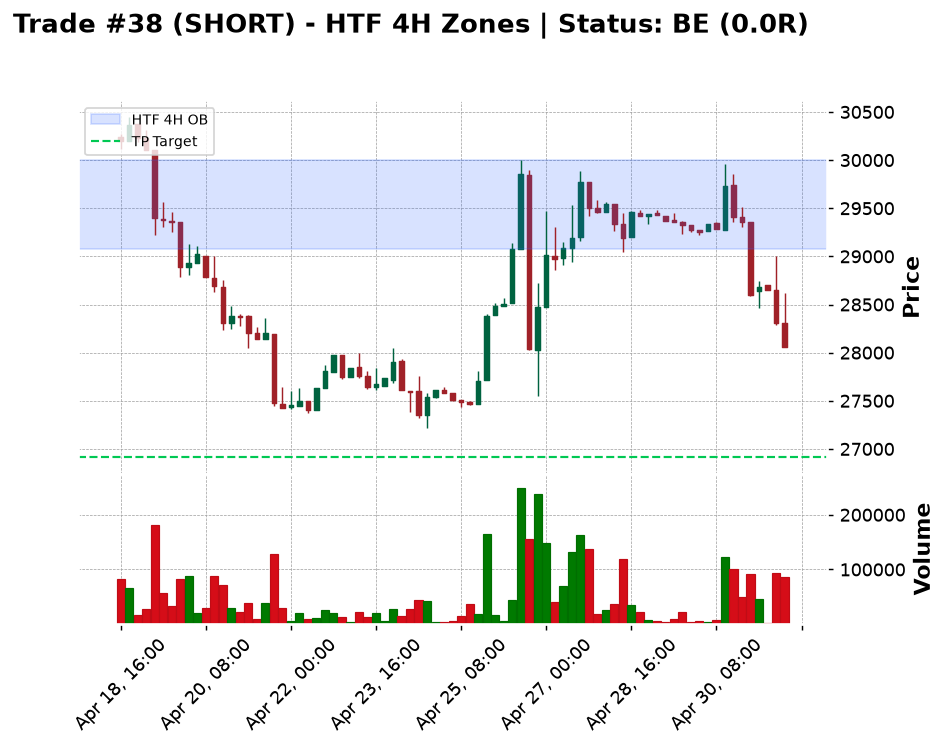 Trade #38 (SHORT) - HTF 4H Zones | Status: BE (0.0R)
HTF 4H OB
TP Target
30500
30000
29500
29000
28500
28000
27500
27000
Price
200000
100000
Volume
Apr 18, 16:00
Apr 20, 08:00
Apr 22, 00:00
Apr 23, 16:00
Apr 25, 08:00
Apr 27, 00:00
Apr 28, 16:00
Apr 30, 08:00